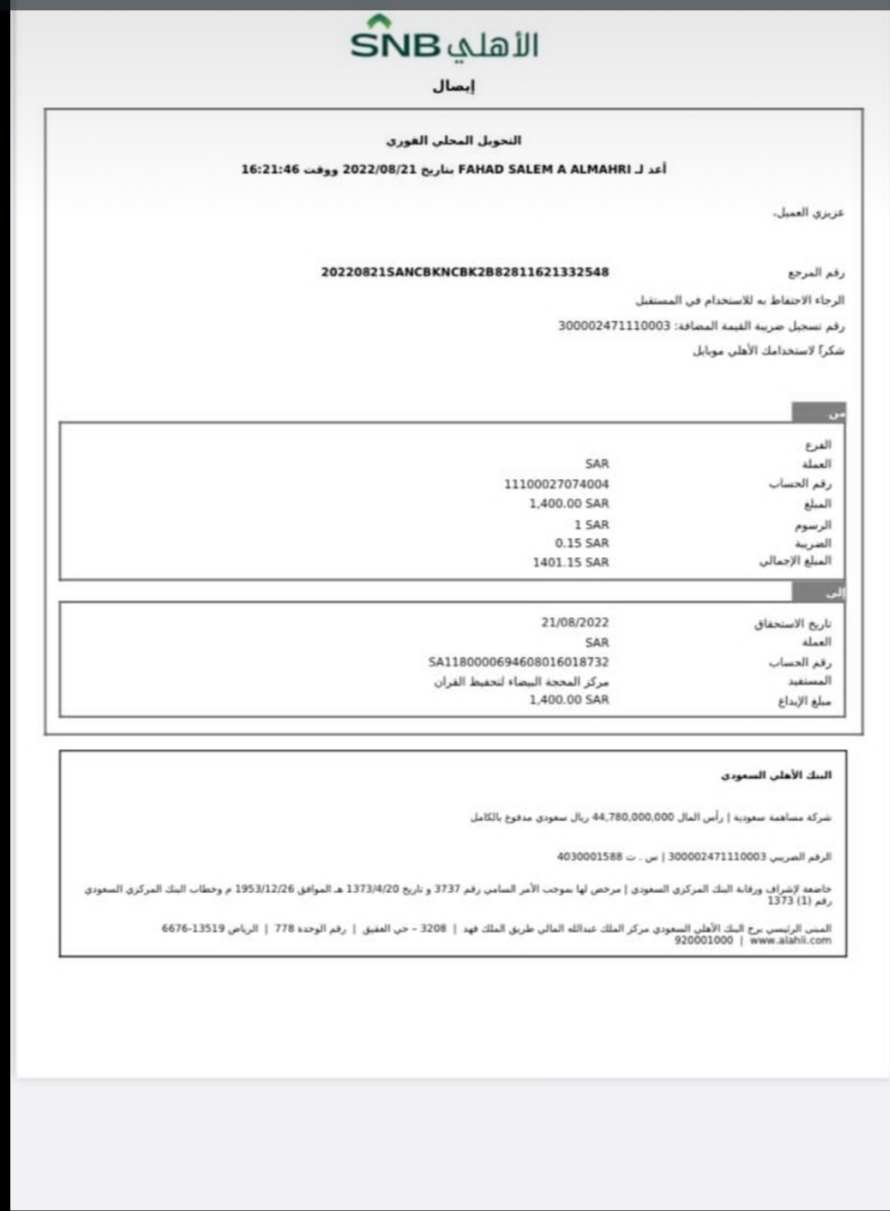 SNB الأهلي
إيصال
التحويل المحلي الفوري
أعد لـ FAHAD SALEM A ALMAHRI بتاريخ 2022/08/21 ووقت 16:21:46
عزيزي العميل،
رقم المرجع 20220821SANCBKNCBK2B82811621332548
الرجاء الاحتفاظ به للاستخدام في المستقبل
رقم تسجيل ضريبة القيمة المضافة: 300002471110003
شكراً لاستخدامك الأهلي موبايل
من
الفرع
العملة SAR
رقم الحساب 11100027074004
المبلغ 1,400.00 SAR
الرسوم 1 SAR
الضريبة 0.15 SAR
المبلغ الإجمالي 1401.15 SAR
إلى
تاريخ الاستحقاق 21/08/2022
العملة SAR
رقم الحساب SA1180000694608016018732
المستفيد مركز المحجة البيضاء لتحفيظ القران
مبلغ الإيداع 1,400.00 SAR
البنك الأهلي السعودي
شركة مساهمة سعودية | رأس المال 44,780,000,000 ريال سعودي مدفوع بالكامل
الرقم الضريبي 300002471110003 | س . ت 4030001588
خاضعة لإشراف ورقابة البنك المركزي السعودي | مرخص لها بموجب الأمر السامي رقم 3737 و تاريخ 1373/4/20 هـ الموافق 1953/12/26 م وخطاب البنك المركزي السعودي
رقم (1) 1373
المبنى الرئيسي برج البنك الأهلي السعودي مركز الملك عبدالله المالي طريق الملك فهد | 3208 – حي العقيق | رقم الوحدة 778 | الرياض 13519-6676
920001000 | www.alahli.com